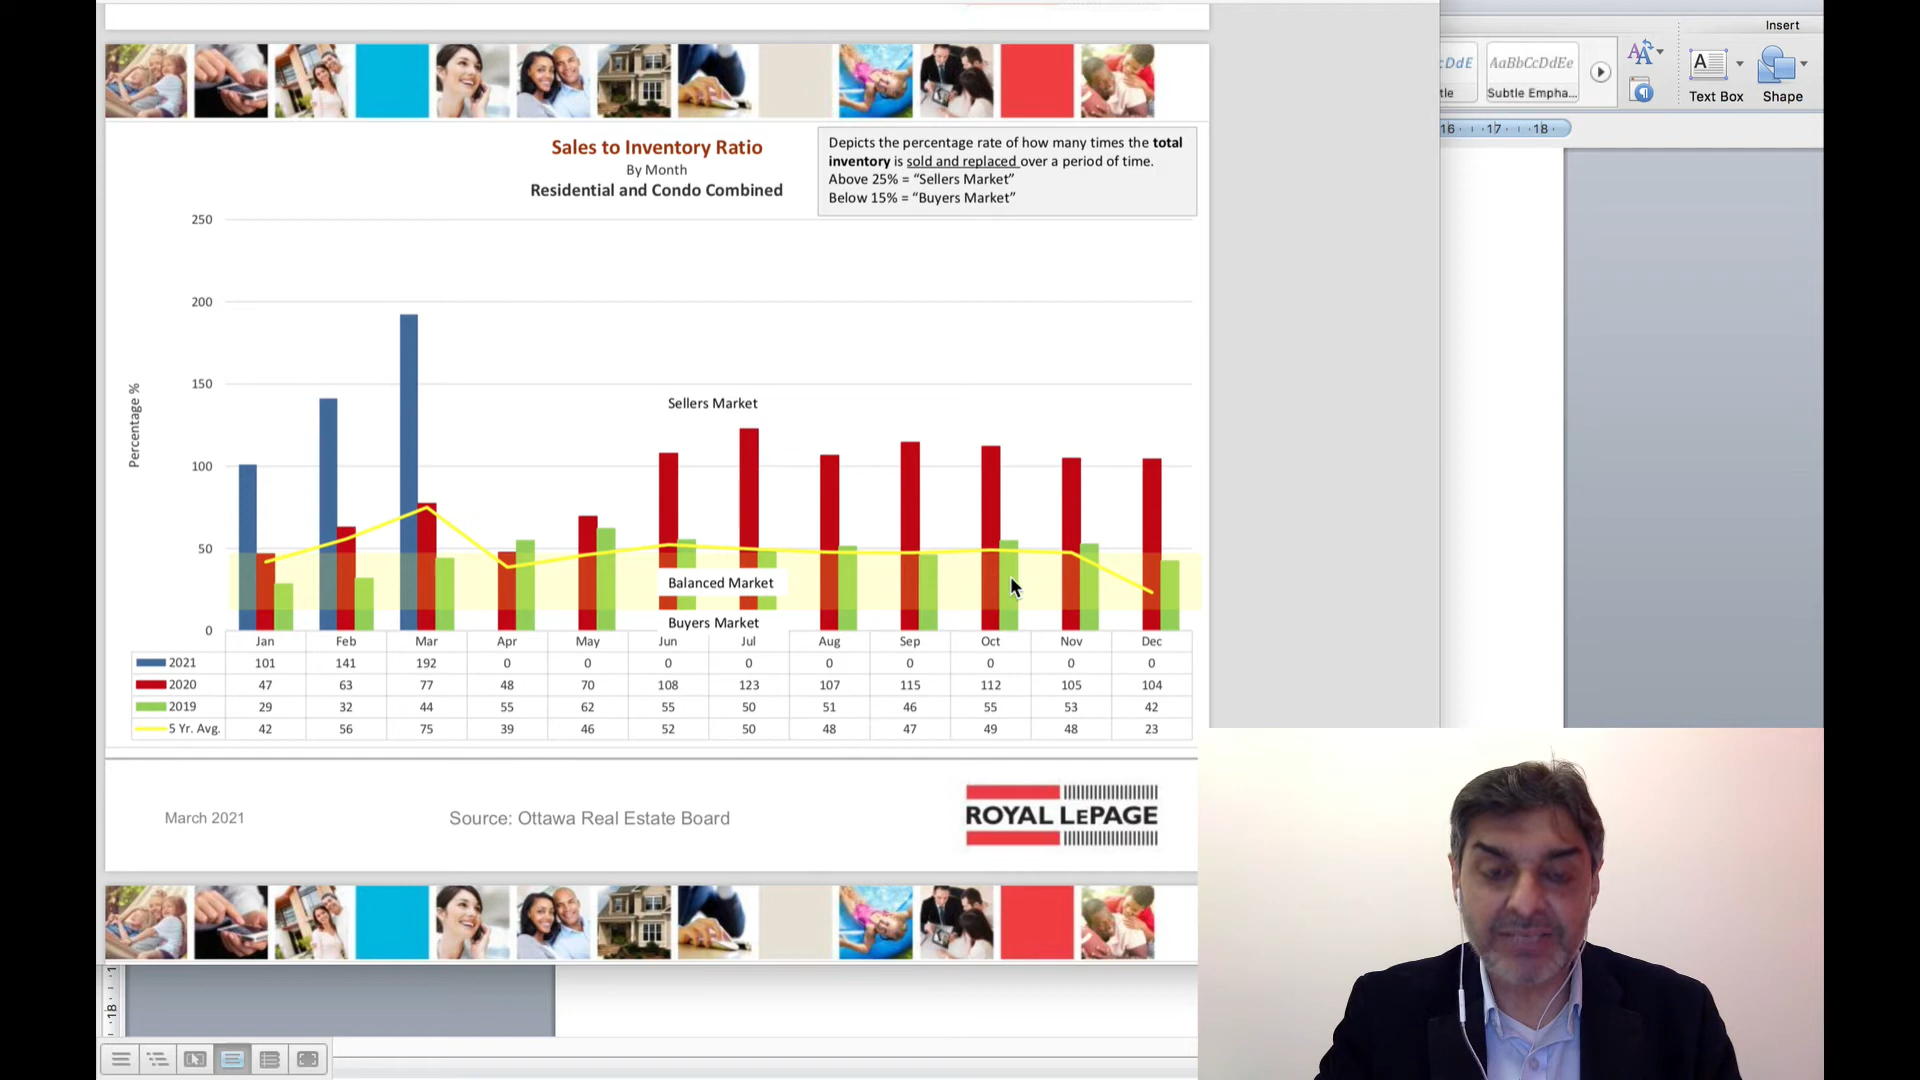 Insert
:DdE AaBbCcDdEe
tle Subtle Empha...
Text Box Shape
16 17 18
Sales to Inventory Ratio
By Month
Residential and Condo Combined
Depicts the percentage rate of how many times the total
inventory is sold and replaced over a period of time.
Above 25% = “Sellers Market”
Below 15% = “Buyers Market”
250
200
150
100
50
0
Percentage %
Sellers Market
Balanced Market
Buyers Market
Jan Feb Mar Apr May Jun Jul Aug Sep Oct Nov Dec
2021 101 141 192 0 0 0 0 0 0 0 0 0
2020 47 63 77 48 70 108 123 107 115 112 105 104
2019 29 32 44 55 62 55 50 51 46 55 53 42
5 Yr. Avg. 42 56 75 39 46 52 50 48 47 49 48 23
March 2021
Source: Ottawa Real Estate Board
ROYAL LEPAGE
18